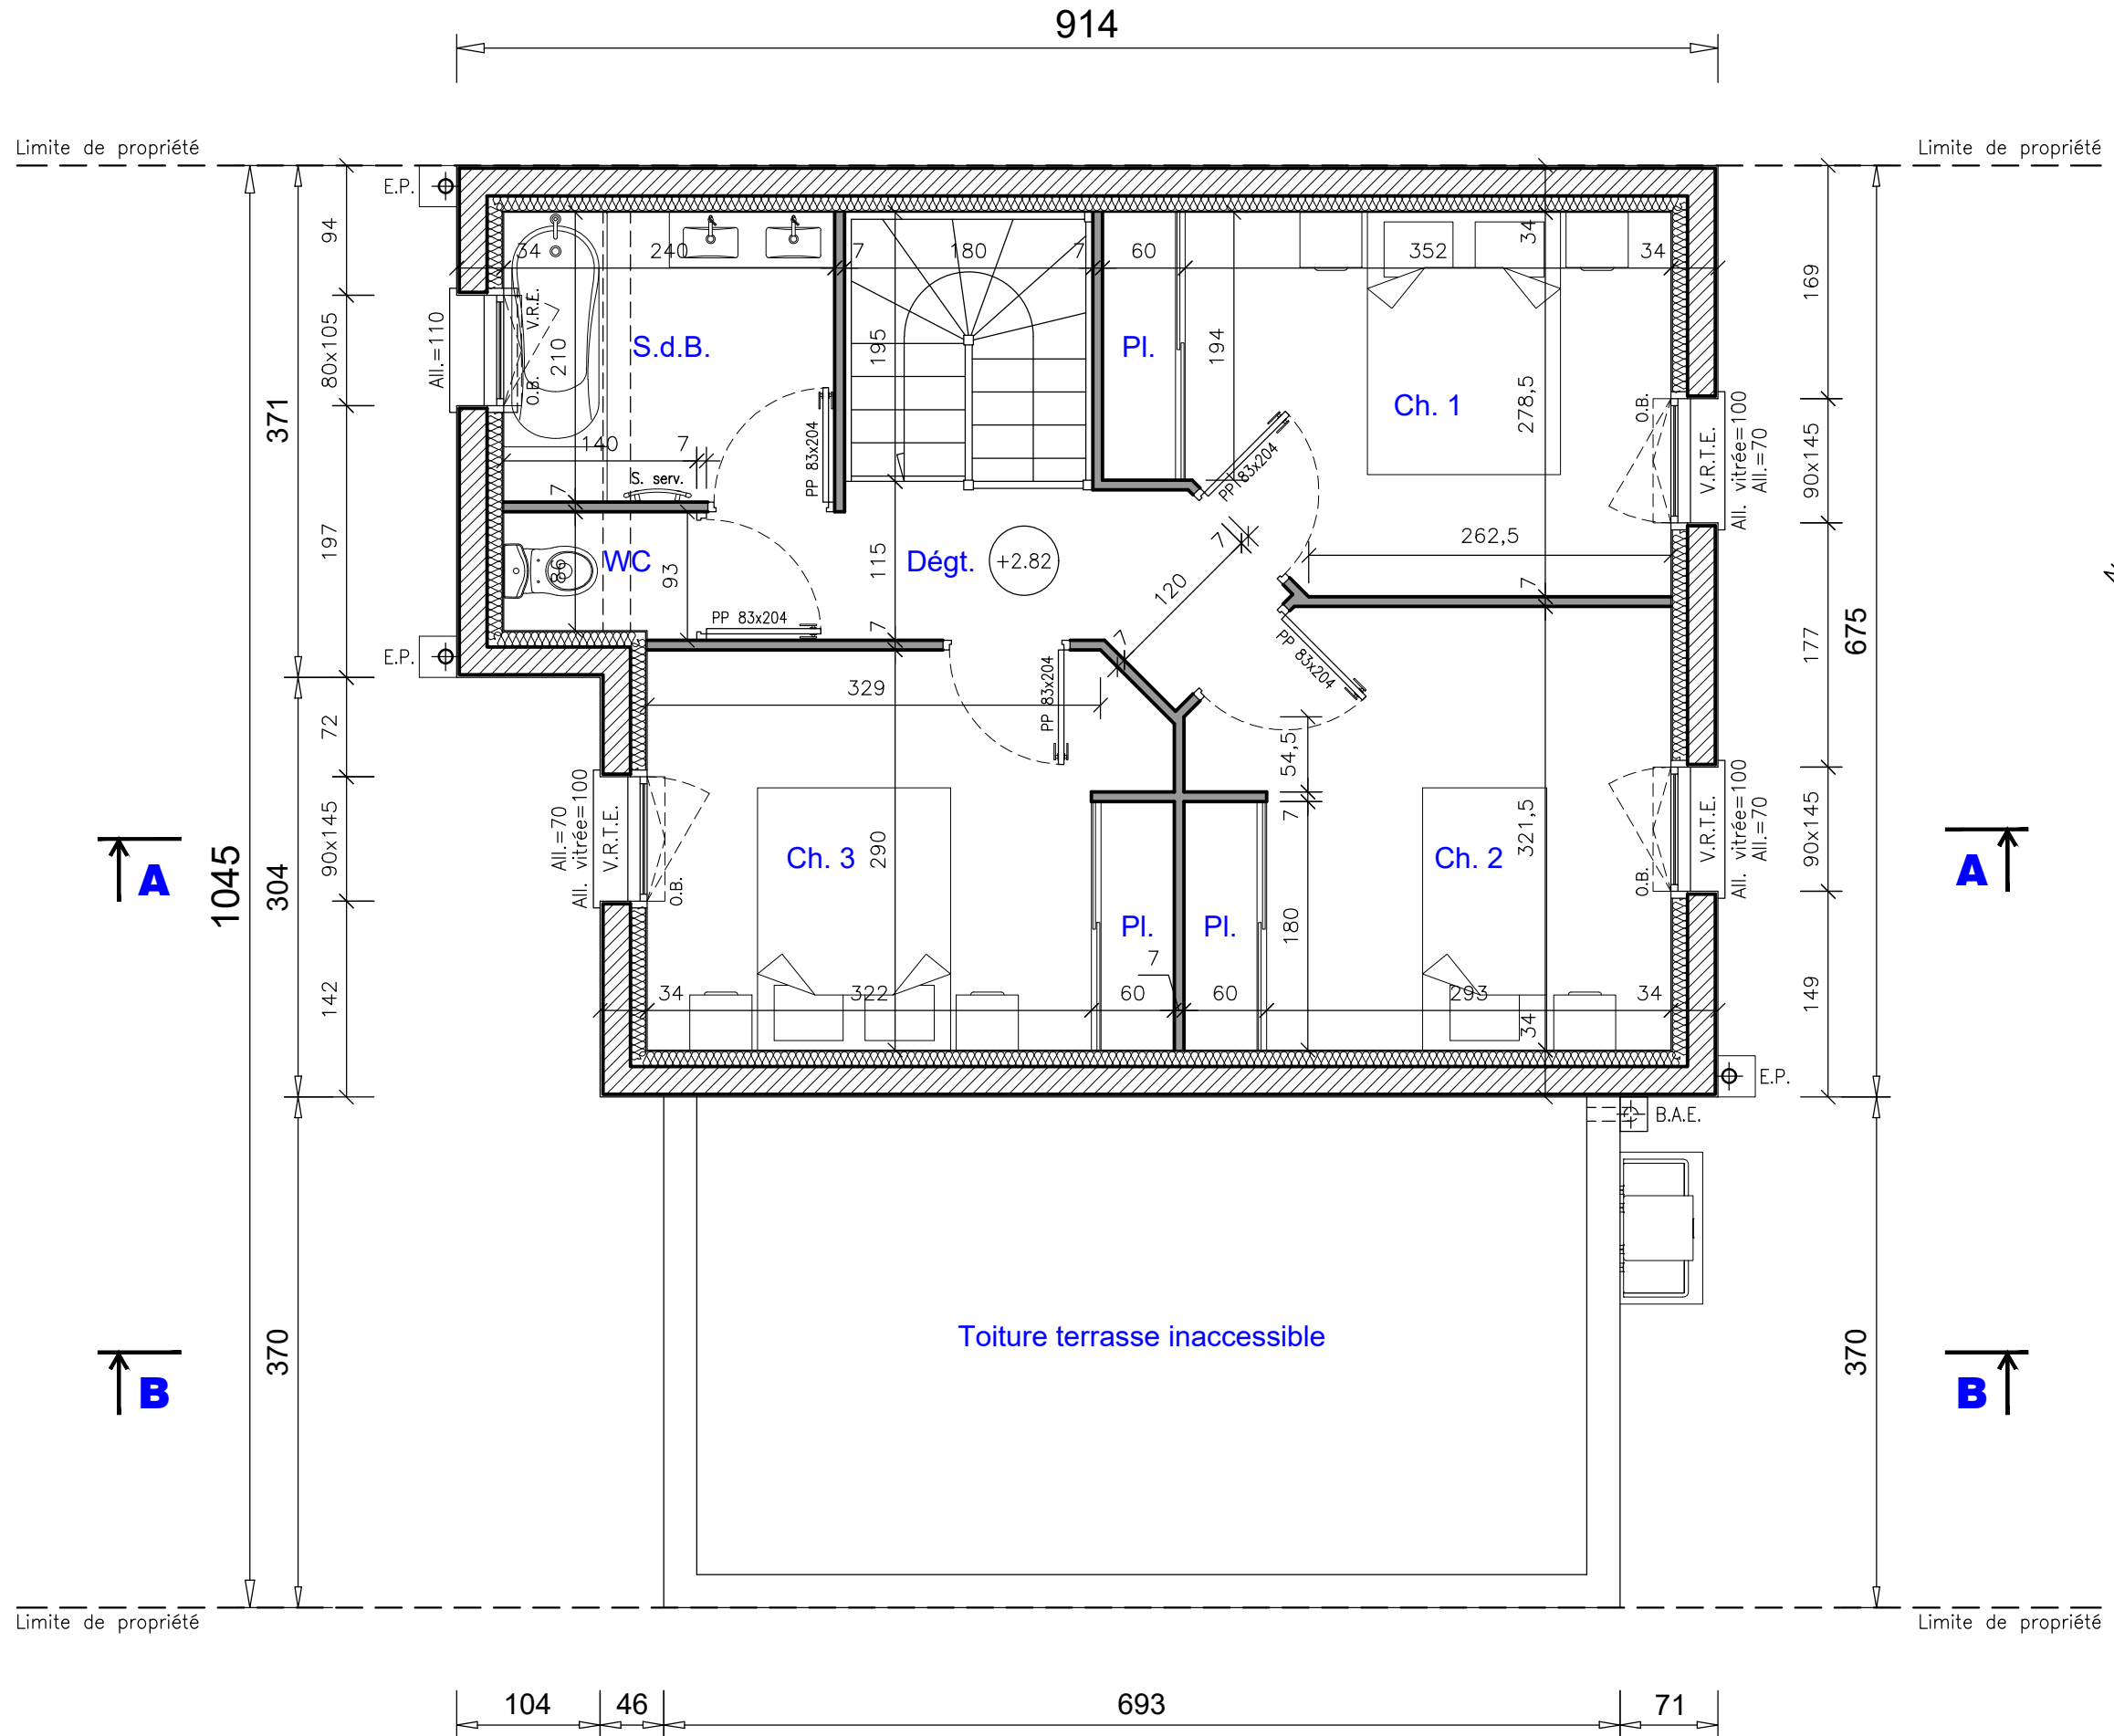 914
Limite de propriété
Limite de propriété
E.P.
94
34
240
7
180
7
60
352
34
34
169
All.=110
80x105
V.R.E.
O.B.
210
S.d.B.
195
Pl.
194
Ch. 1
278,5
O.B.
V.R.T.E.
All. vitrée=100
All.=70
90x145
371
140
7
S. serv.
7
PP 83x204
PP 83x204
197
WC
86
93
115
Dégt.
+2.82
7
120
262,5
7
177
675
E.P.
PP 83x204
7
7
PP 83x204
329
PP 83x204
72
54,5
7
All.=70
All. vitrée=100
V.R.T.E.
O.B.
90x145
1045
304
A
Ch. 3
290
Ch. 2
321,5
O.B.
V.R.T.E.
All. vitrée=100
All.=70
90x145
A
Pl.
Pl.
180
7
142
34
322
60
60
293
34
34
149
E.P.
B.A.E.
370
B
Toiture terrasse inaccessible
370
B
Limite de propriété
Limite de propriété
104
46
693
71